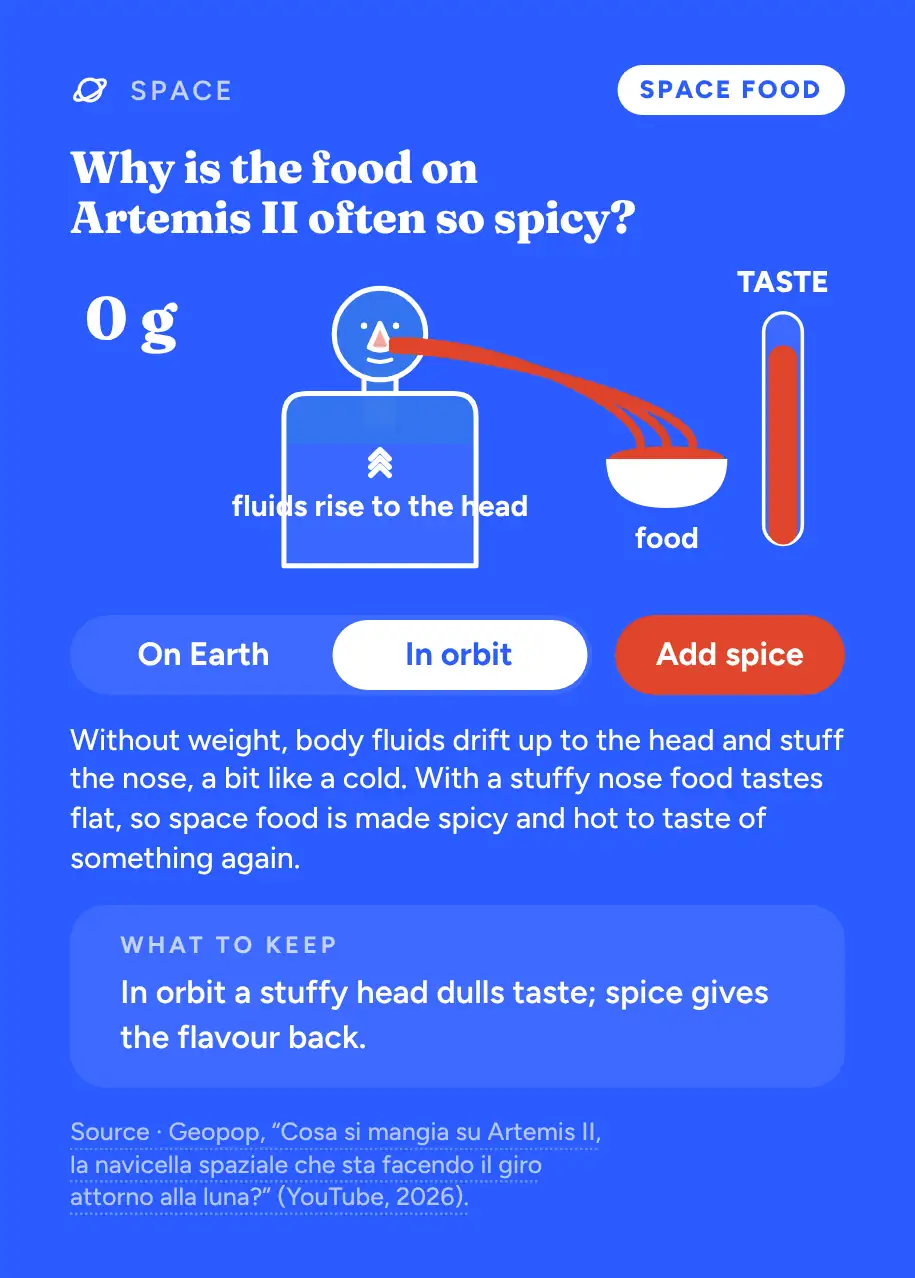 SPACE
SPACE FOOD
Why is the food on
Artemis II often so spicy?
TASTE
0 g
fluids rise to the head
food
On Earth
In orbit
Add spice
Without weight, body fluids drift up to the head and stuff
the nose, a bit like a cold. With a stuffy nose food tastes
flat, so space food is made spicy and hot to taste of
something again.
WHAT TO KEEP
In orbit a stuffy head dulls taste; spice gives
the flavour back.
Source · Geopop, “Cosa si mangia su Artemis II,
la navicella spaziale che sta facendo il giro
attorno alla luna?” (YouTube, 2026).